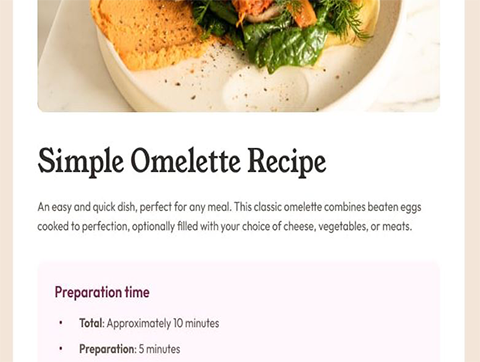 Simple Omelette Recipe
An easy and quick dish, perfect for any meal. This classic omelette combines beaten eggs
cooked to perfection, optionally filled with your choice of cheese, vegetables, or meats.
Preparation time
• Total: Approximately 10 minutes
• Preparation: 5 minutes